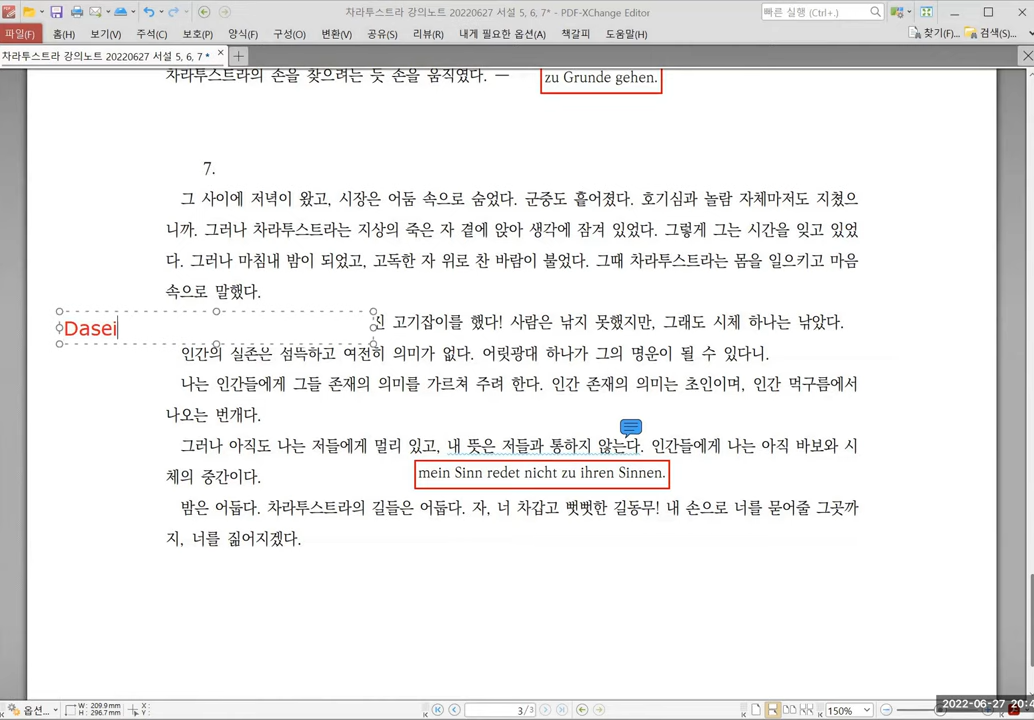 차라투스트라 강의노트 20220627 서설 5, 6, 7* - PDF-XChange Editor
빠른 실행 (Ctrl+.)
파일(F) 홈(H) 보기(V) 주석(C) 보호(P) 양식(F) 구성(O) 변환(V) 공유(S) 리뷰(R) 내게 필요한 옵션(A) 책갈피 도움말(H) 찾기(F)... 검색(S)...
차라투스트라 강의노트 20220627 서설 5, 6, 7 *
차라투스트라의 손을 찾으려는 듯 손을 움직였다. —
zu Grunde gehen.
7.
그 사이에 저녁이 왔고, 시장은 어둠 속으로 숨었다. 군중도 흩어졌다. 호기심과 놀람 자체마저도 지쳤으
니까. 그러나 차라투스트라는 지상의 죽은 자 곁에 앉아 생각에 잠겨 있었다. 그렇게 그는 시간을 잊고 있었
다. 그러나 마침내 밤이 되었고, 고독한 자 위로 찬 바람이 불었다. 그때 차라투스트라는 몸을 일으키고 마음
속으로 말했다.
Dasei
고기잡이를 했다! 사람은 낚지 못했지만, 그래도 시체 하나는 낚았다.
인간의 실존은 섬뜩하고 여전히 의미가 없다. 어릿광대 하나가 그의 명운이 될 수 있다니.
나는 인간들에게 그들 존재의 의미를 가르쳐 주려 한다. 인간 존재의 의미는 초인이며, 인간 먹구름에서
나오는 번개다.
그러나 아직도 나는 저들에게 멀리 있고, 내 뜻은 저들과 통하지 않는다. 인간들에게 나는 아직 바보와 시
체의 중간이다.
mein Sinn redet nicht zu ihren Sinnen.
밤은 어둡다. 차라투스트라의 길들은 어둡다. 자, 너 차갑고 뻣뻣한 길동무! 내 손으로 너를 묻어줄 그곳까
지, 너를 짊어지겠다.
옵션...
W: 209.9mm
H: 296.7mm
X:
Y:
3 / 3
150%
2022-06-27 20: